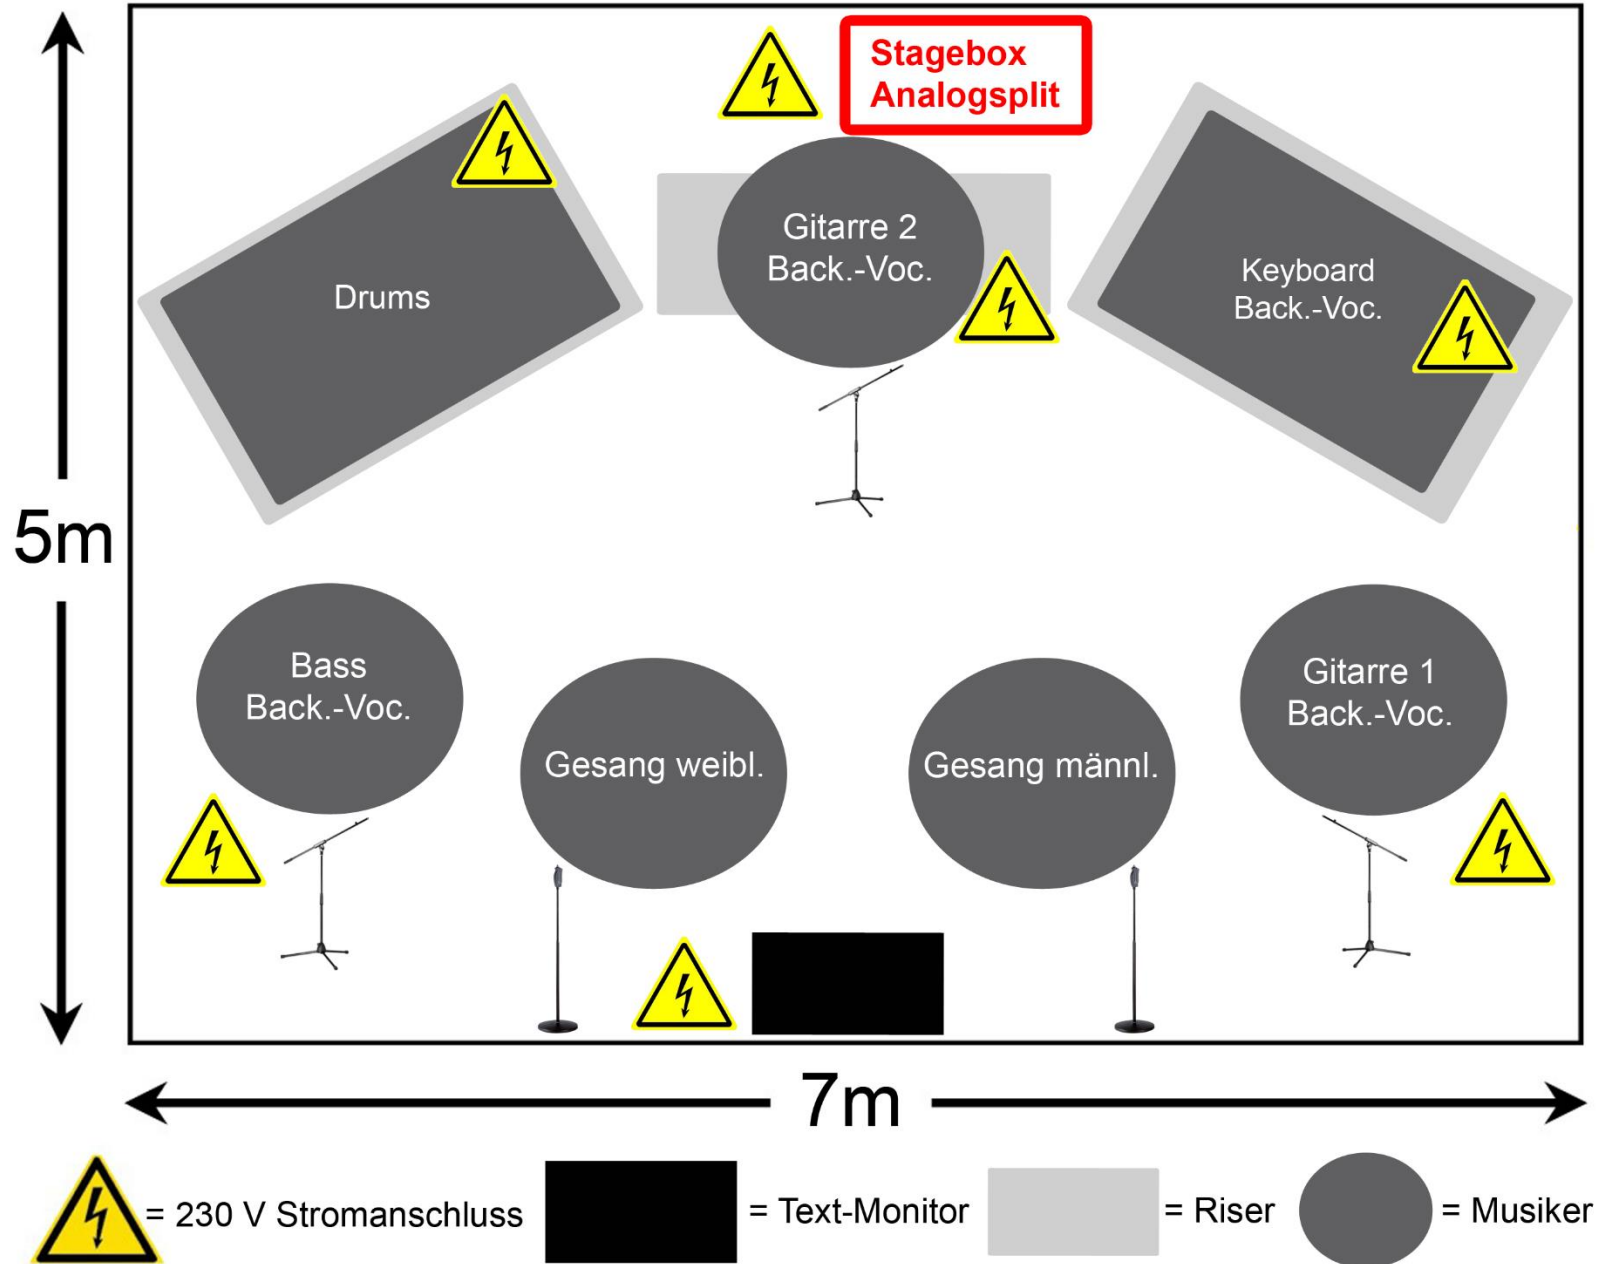 Stagebox
Analogsplit
Gitarre 2
Back.-Voc.
Drums
Keyboard
Back.-Voc.
5m
Bass
Back.-Voc.
Gesang weibl.
Gesang männl.
Gitarre 1
Back.-Voc.
7m
= 230 V Stromanschluss
= Text-Monitor
= Riser
= Musiker